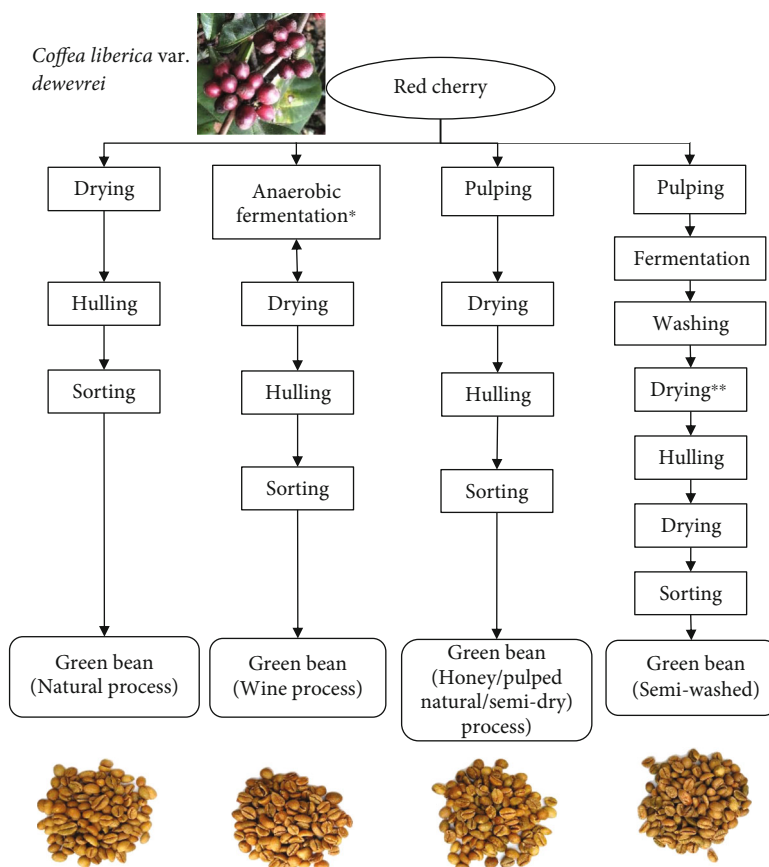 Coffea liberica var.
dewevrei
Red cherry
Drying
Hulling
Sorting
Green bean
(Natural process)
Anaerobic
fermentation*
Drying
Hulling
Sorting
Green bean
(Wine process)
Pulping
Drying
Hulling
Sorting
Green bean
(Honey/pulped
natural/semi-dry)
process)
Pulping
Fermentation
Washing
Drying**
Hulling
Drying
Sorting
Green bean
(Semi-washed)